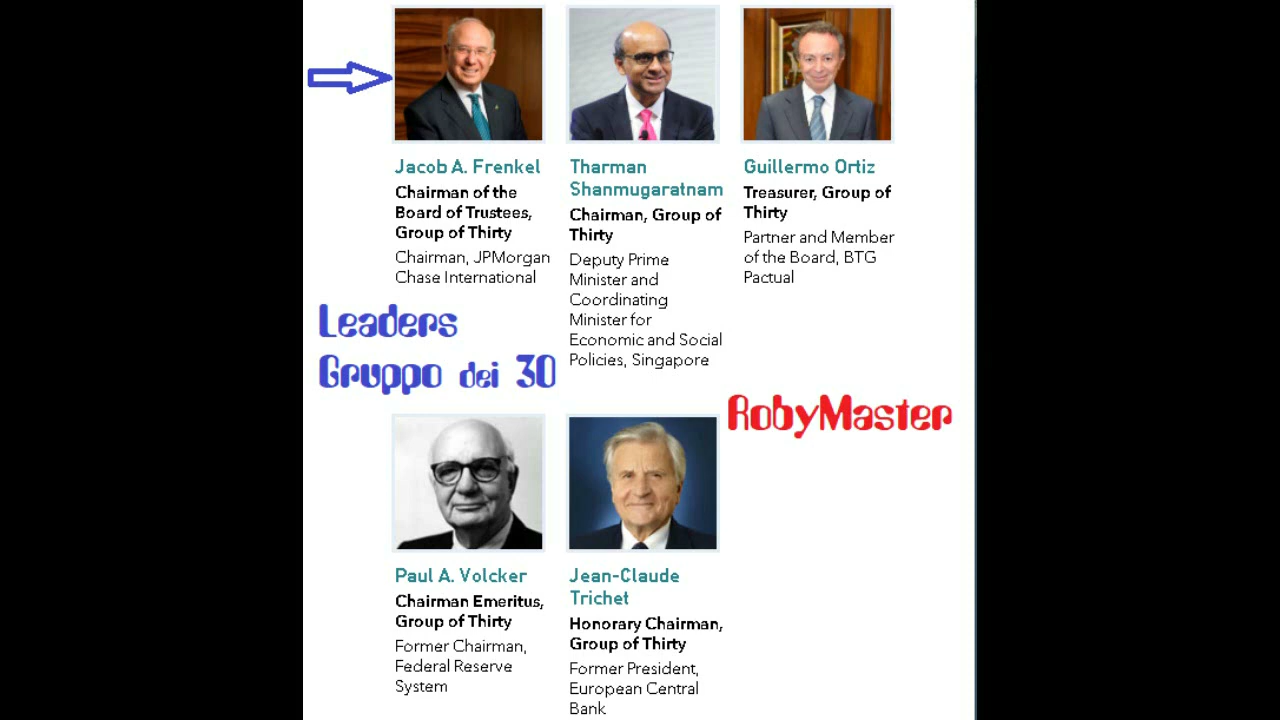 Jacob A. Frenkel
Chairman of the
Board of Trustees,
Group of Thirty
Chairman, JPMorgan
Chase International
Tharman
Shanmugaratnam
Chairman, Group of
Thirty
Deputy Prime
Minister and
Coordinating
Minister for
Economic and Social
Policies, Singapore
Guillermo Ortiz
Treasurer, Group of
Thirty
Partner and Member
of the Board, BTG
Pactual
Leaders
Gruppo dei 30
RobyMaster
Paul A. Volcker
Chairman Emeritus,
Group of Thirty
Former Chairman,
Federal Reserve
System
Jean-Claude
Trichet
Honorary Chairman,
Group of Thirty
Former President,
European Central
Bank